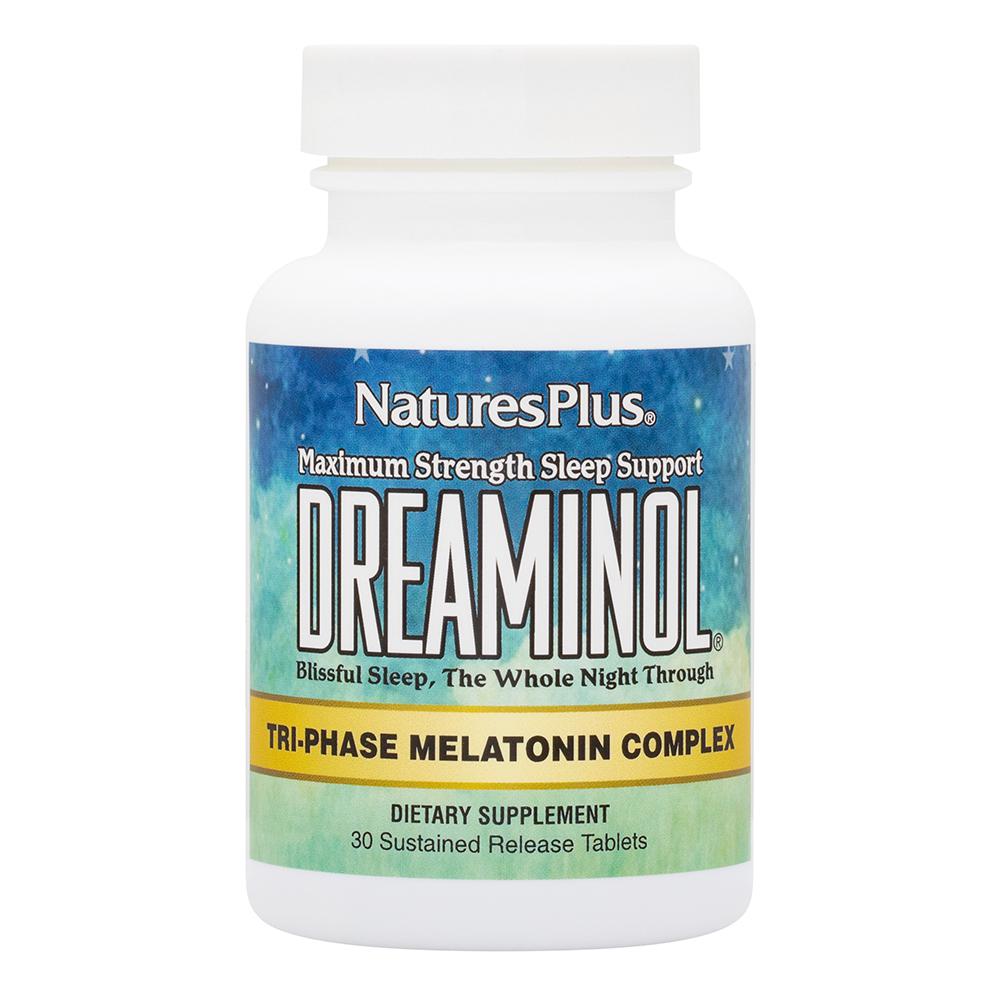 NaturesPlus®
Maximum Strength Sleep Support
DREAMINOL®
Blissful Sleep, The Whole Night Through
TRI-PHASE MELATONIN COMPLEX
DIETARY SUPPLEMENT
30 Sustained Release Tablets